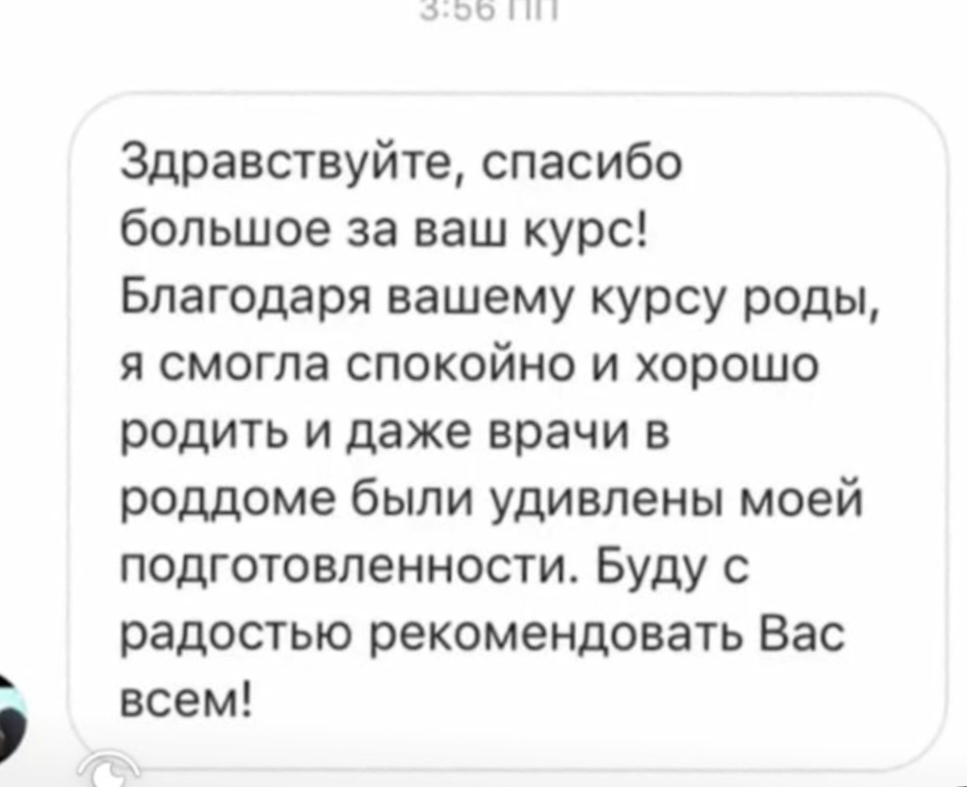 3:56 ПП
Здравствуйте, спасибо
большое за ваш курс!
Благодаря вашему курсу роды,
я смогла спокойно и хорошо
родить и даже врачи в
роддоме были удивлены моей
подготовленности. Буду с
радостью рекомендовать Вас
всем!